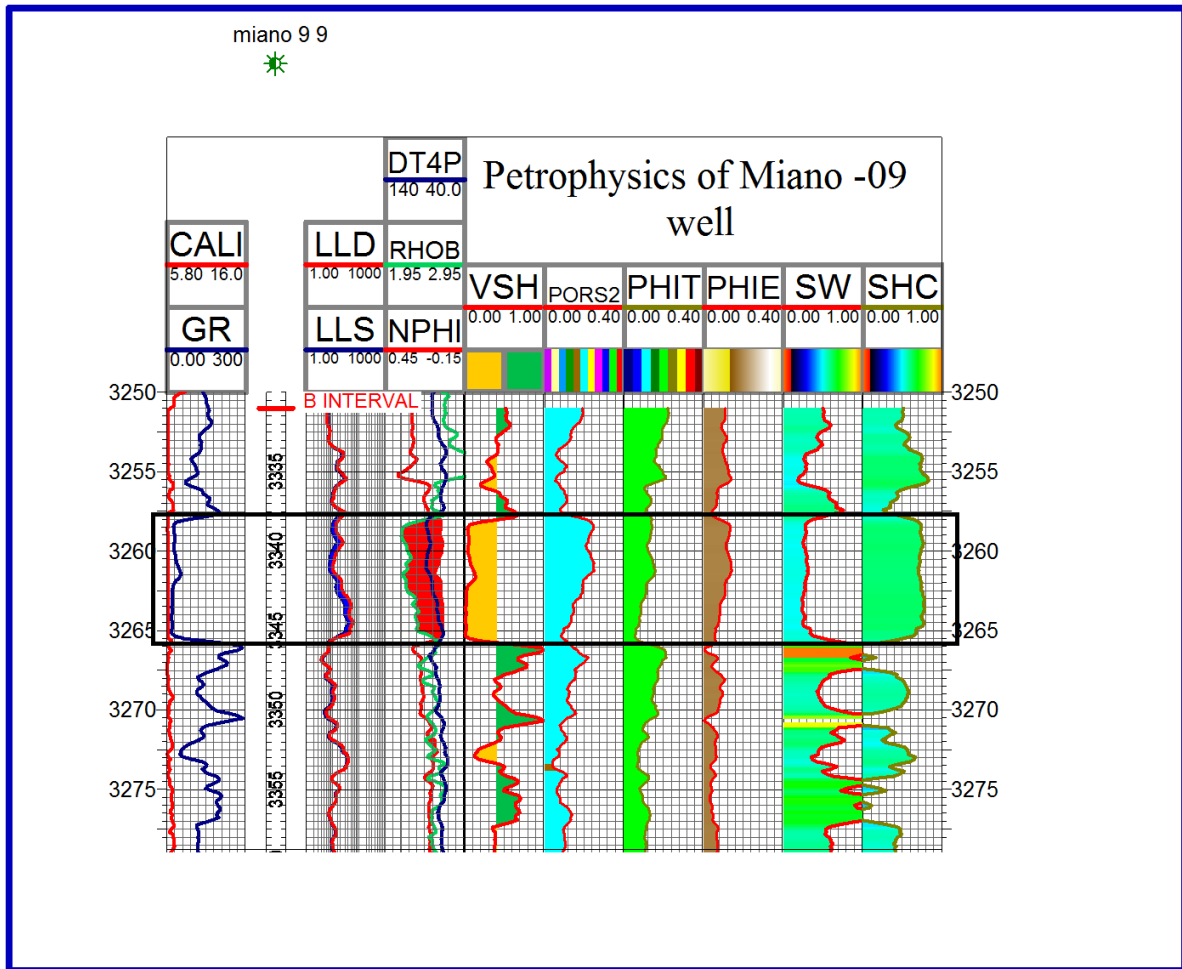 miano 9 9
DT4P
140 40.0
Petrophysics of Miano -09
well
CALI
5.80 16.0
LLD
1.00 1000
RHOB
1.95 2.95
GR
0.00 300
LLS
1.00 1000
NPHI
0.45 -0.15
VSH
0.00 1.00
PORS2
0.00 0.40
PHIT
0.00 0.40
PHIE
0.00 0.40
SW
0.00 1.00
SHC
0.00 1.00
3250
B INTERVAL
3250
3255
3335
3255
3260
3340
3260
3265
3345
3265
3270
3350
3270
3275
3355
3275